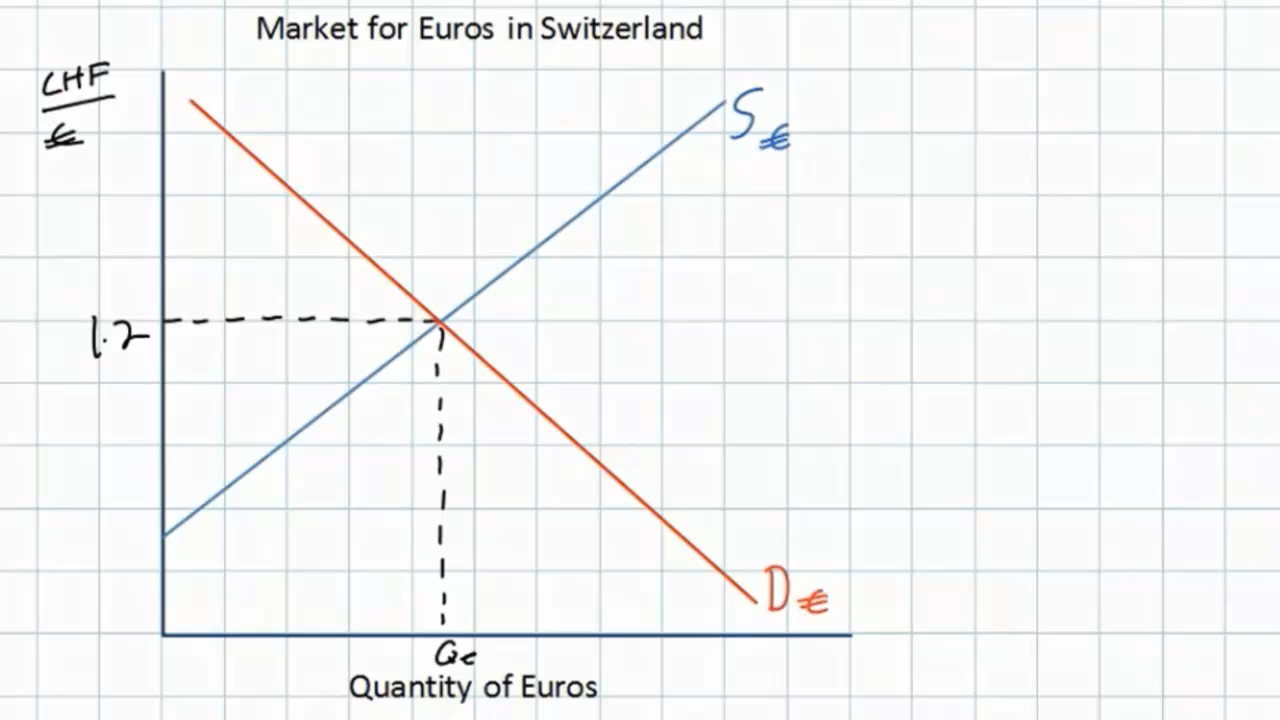 Market for Euros in Switzerland
CHF
€
S€
1.2
D€
Qe
Quantity of Euros